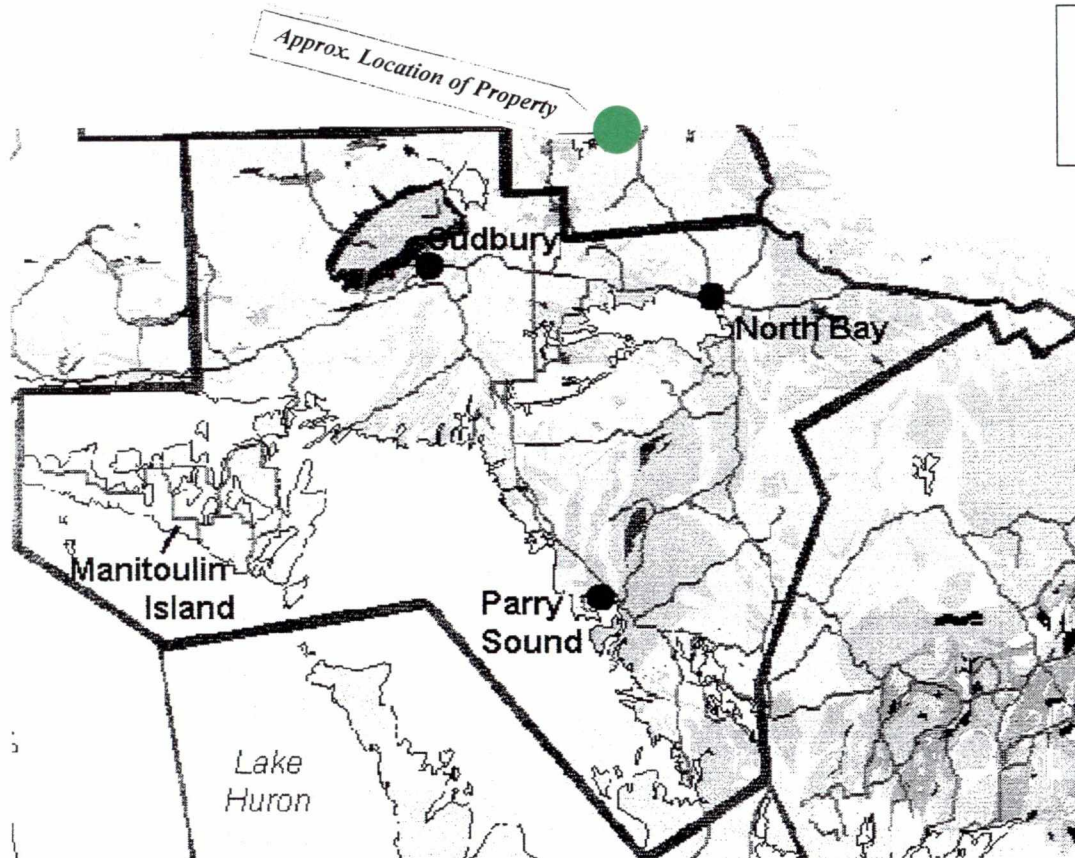 Approx. Location of Property
Sudbury
North Bay
Manitoulin
Island
Parry
Sound
Lake
Huron